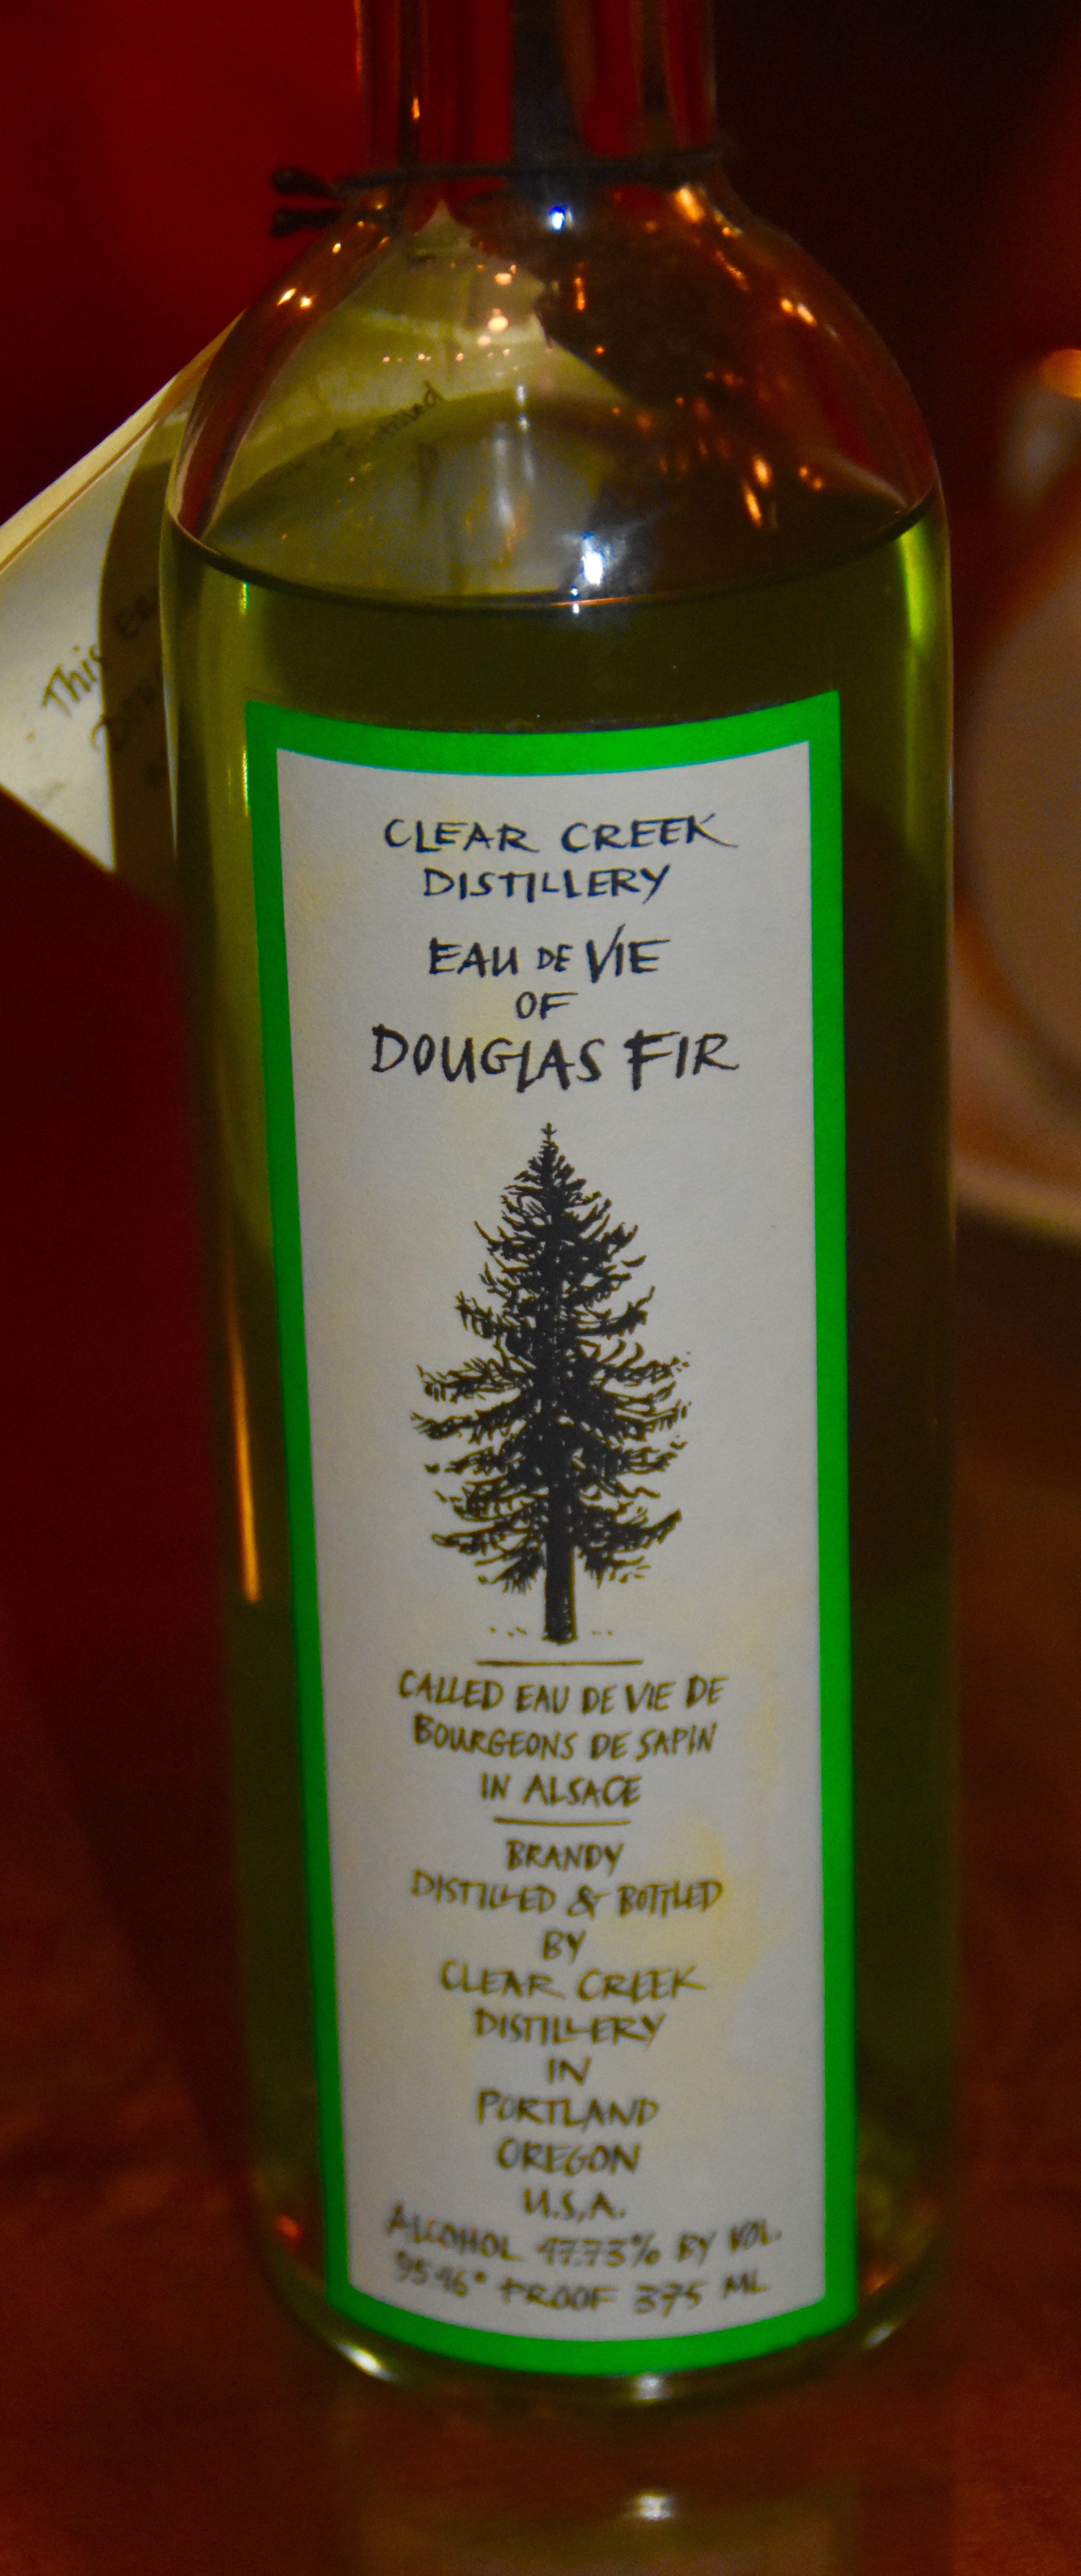 This
distilled
CLEAR CREEK
DISTILLERY
EAU DE VIE
OF
DOUGLAS FIR
CALLED EAU DE VIE DE
BOURGEONS DE SAPIN
IN ALSACE
BRANDY
DISTILLED & BOTTLED
BY
CLEAR CREEK
DISTILLERY
IN
PORTLAND
OREGON
U.S.A.
ALCOHOL 47.73% BY VOL.
95.46° PROOF 375 ML